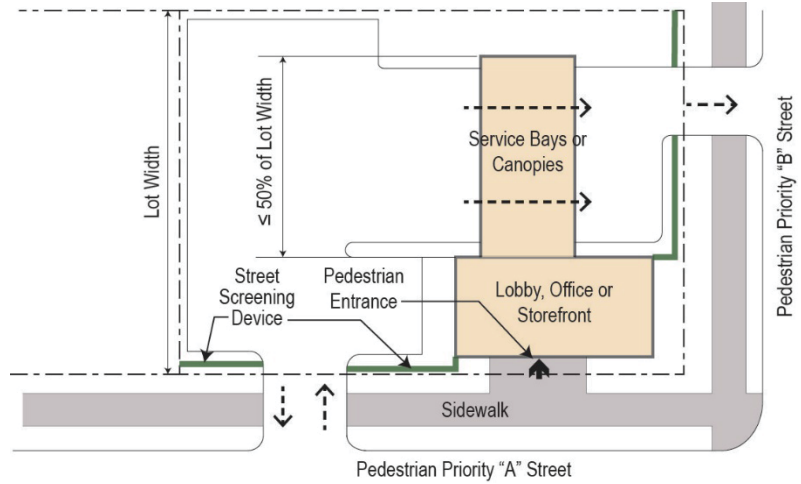 Lot Width
≤ 50% of Lot Width
Service Bays or
Canopies
Pedestrian Priority "B" Street
Street
Screening
Device
Pedestrian
Entrance
Lobby, Office or
Storefront
Sidewalk
Pedestrian Priority "A" Street